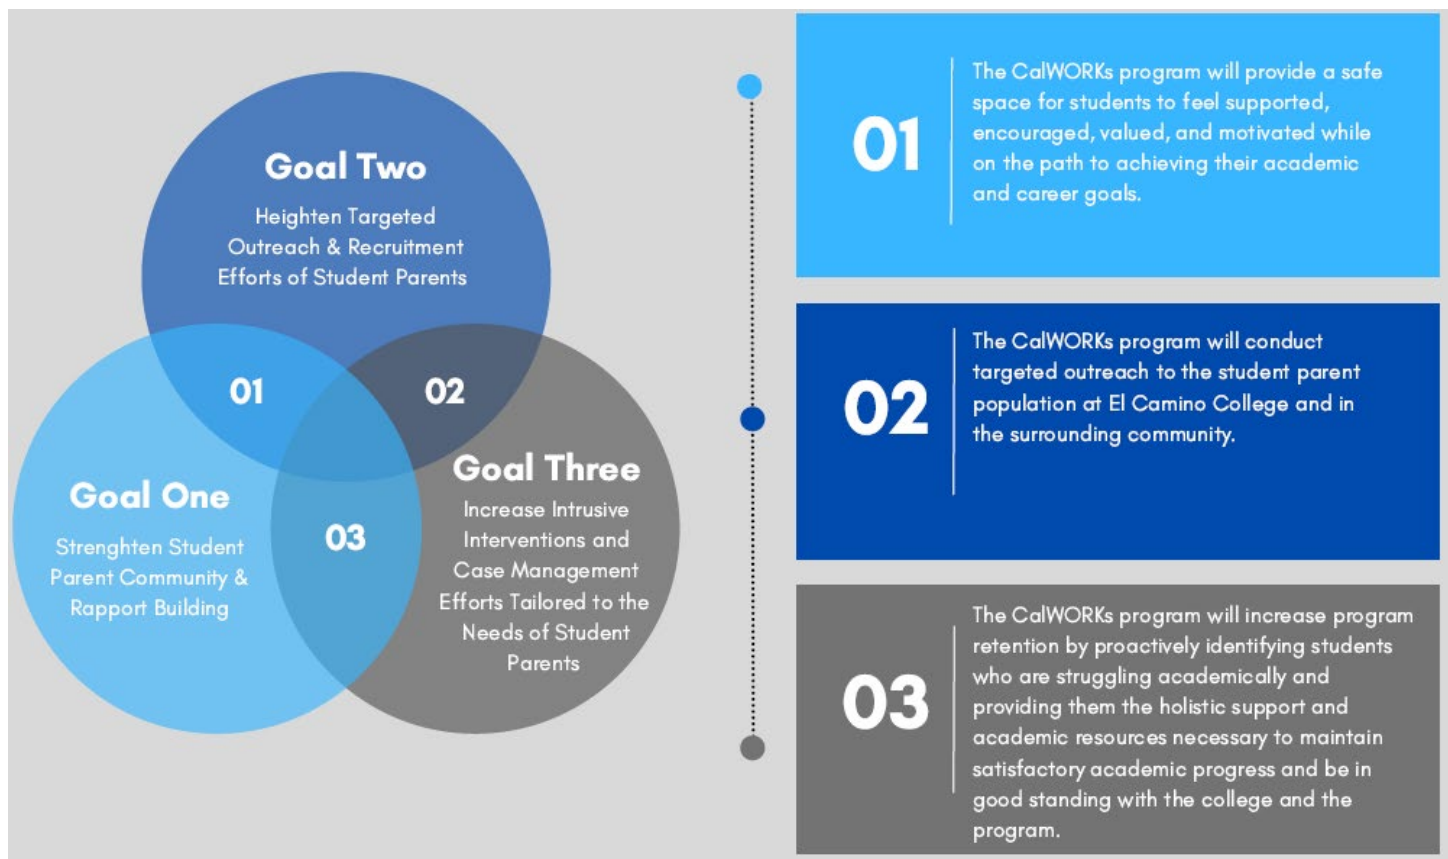 Goal Two
Heighten Targeted
Outreach & Recruitment
Efforts of Student Parents
01
02
Goal One
Strenghten Student
Parent Community &
Rapport Building
03
Goal Three
Increase Intrusive
Interventions and
Case Management
Efforts Tailored to the
Needs of Student
Parents
01
The CalWORKs program will provide a safe
space for students to feel supported,
encouraged, valued, and motivated while
on the path to achieving their academic
and career goals.
02
The CalWORKs program will conduct
targeted outreach to the student parent
population at El Camino College and in
the surrounding community.
03
The CalWORKs program will increase program
retention by proactively identifying students
who are struggling academically and
providing them the holistic support and
academic resources necessary to maintain
satisfactory academic progress and be in
good standing with the college and the
program.